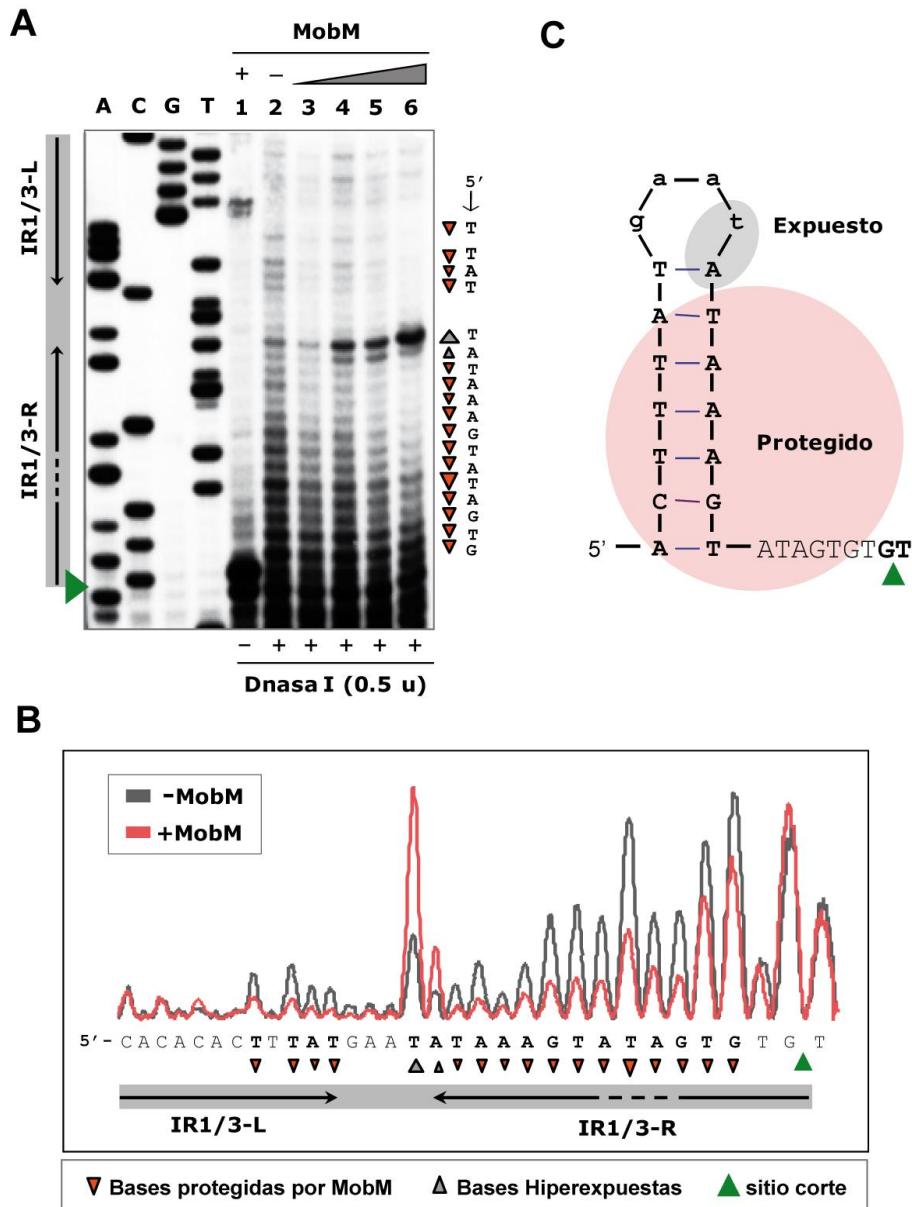 A
MobM
+ −
A C G T 1 2 3 4 5 6
IR1/3-L
IR1/3-R
5′
T
T
A
T
T
A
T
A
A
A
G
T
A
T
A
G
T
G
− + + + + +
Dnasa I (0.5 u)
C
a a
g t
Expuesto
T A
A T
T A
T A
T A
Protegido
C G
5′ A T ATAGTGTGT
B
−MobM
+MobM
5′- CACACACTTTATGAATATAAAGTATAGTGTGT
IR1/3-L
IR1/3-R
Bases protegidas por MobM
Bases Hiperexpuestas
sitio corte